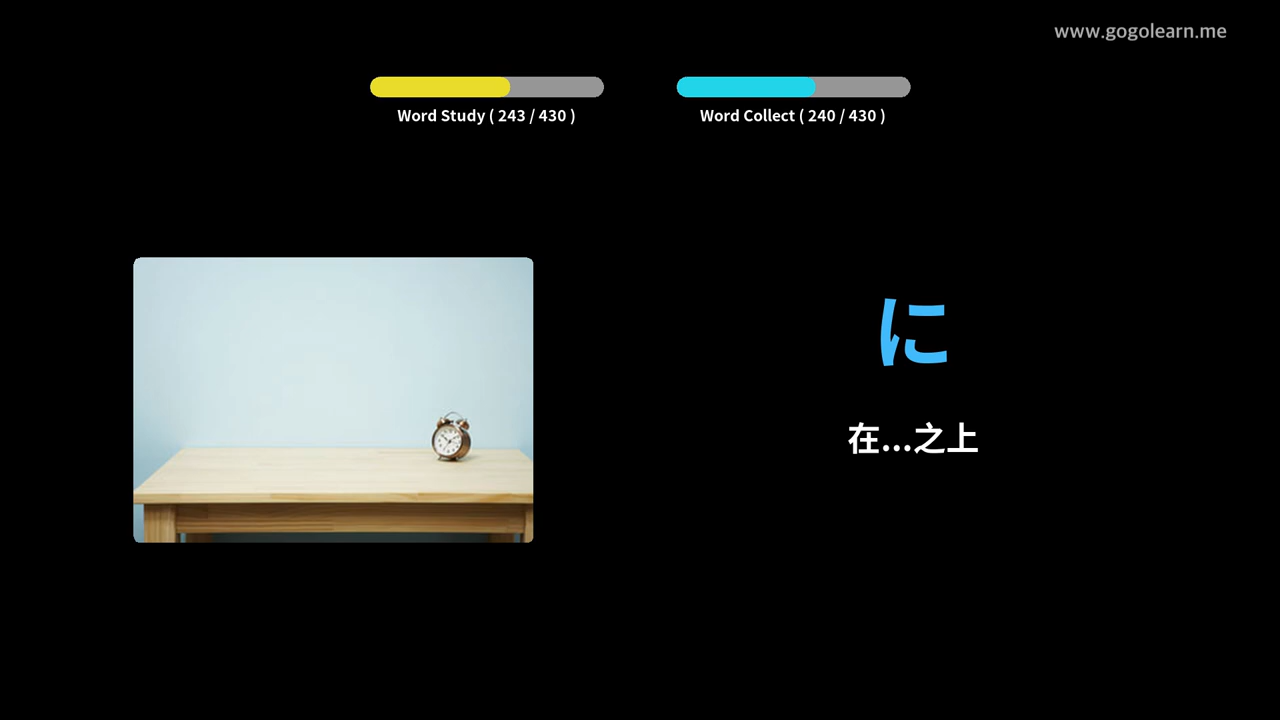 www.gogolearn.me
Word Study ( 243 / 430 )
Word Collect ( 240 / 430 )
に
在...之上